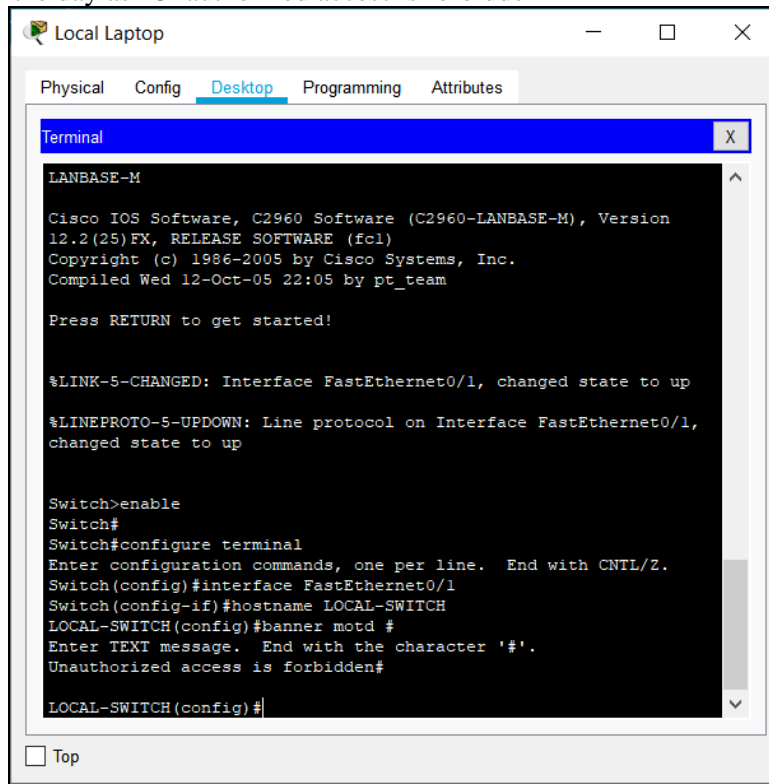 Local Laptop
Physical Config Desktop Programming Attributes
Terminal X
LANBASE-M
Cisco IOS Software, C2960 Software (C2960-LANBASE-M), Version
12.2(25)FX, RELEASE SOFTWARE (fc1)
Copyright (c) 1986-2005 by Cisco Systems, Inc.
Compiled Wed 12-Oct-05 22:05 by pt_team
Press RETURN to get started!
%LINK-5-CHANGED: Interface FastEthernet0/1, changed state to up
%LINEPROTO-5-UPDOWN: Line protocol on Interface FastEthernet0/1,
changed state to up
Switch>enable
Switch#
Switch#configure terminal
Enter configuration commands, one per line.  End with CNTL/Z.
Switch(config)#interface FastEthernet0/1
Switch(config-if)#hostname LOCAL-SWITCH
LOCAL-SWITCH(config)#banner motd #
Enter TEXT message.  End with the character '#'.
Unauthorized access is forbidden#
LOCAL-SWITCH(config)#
Top